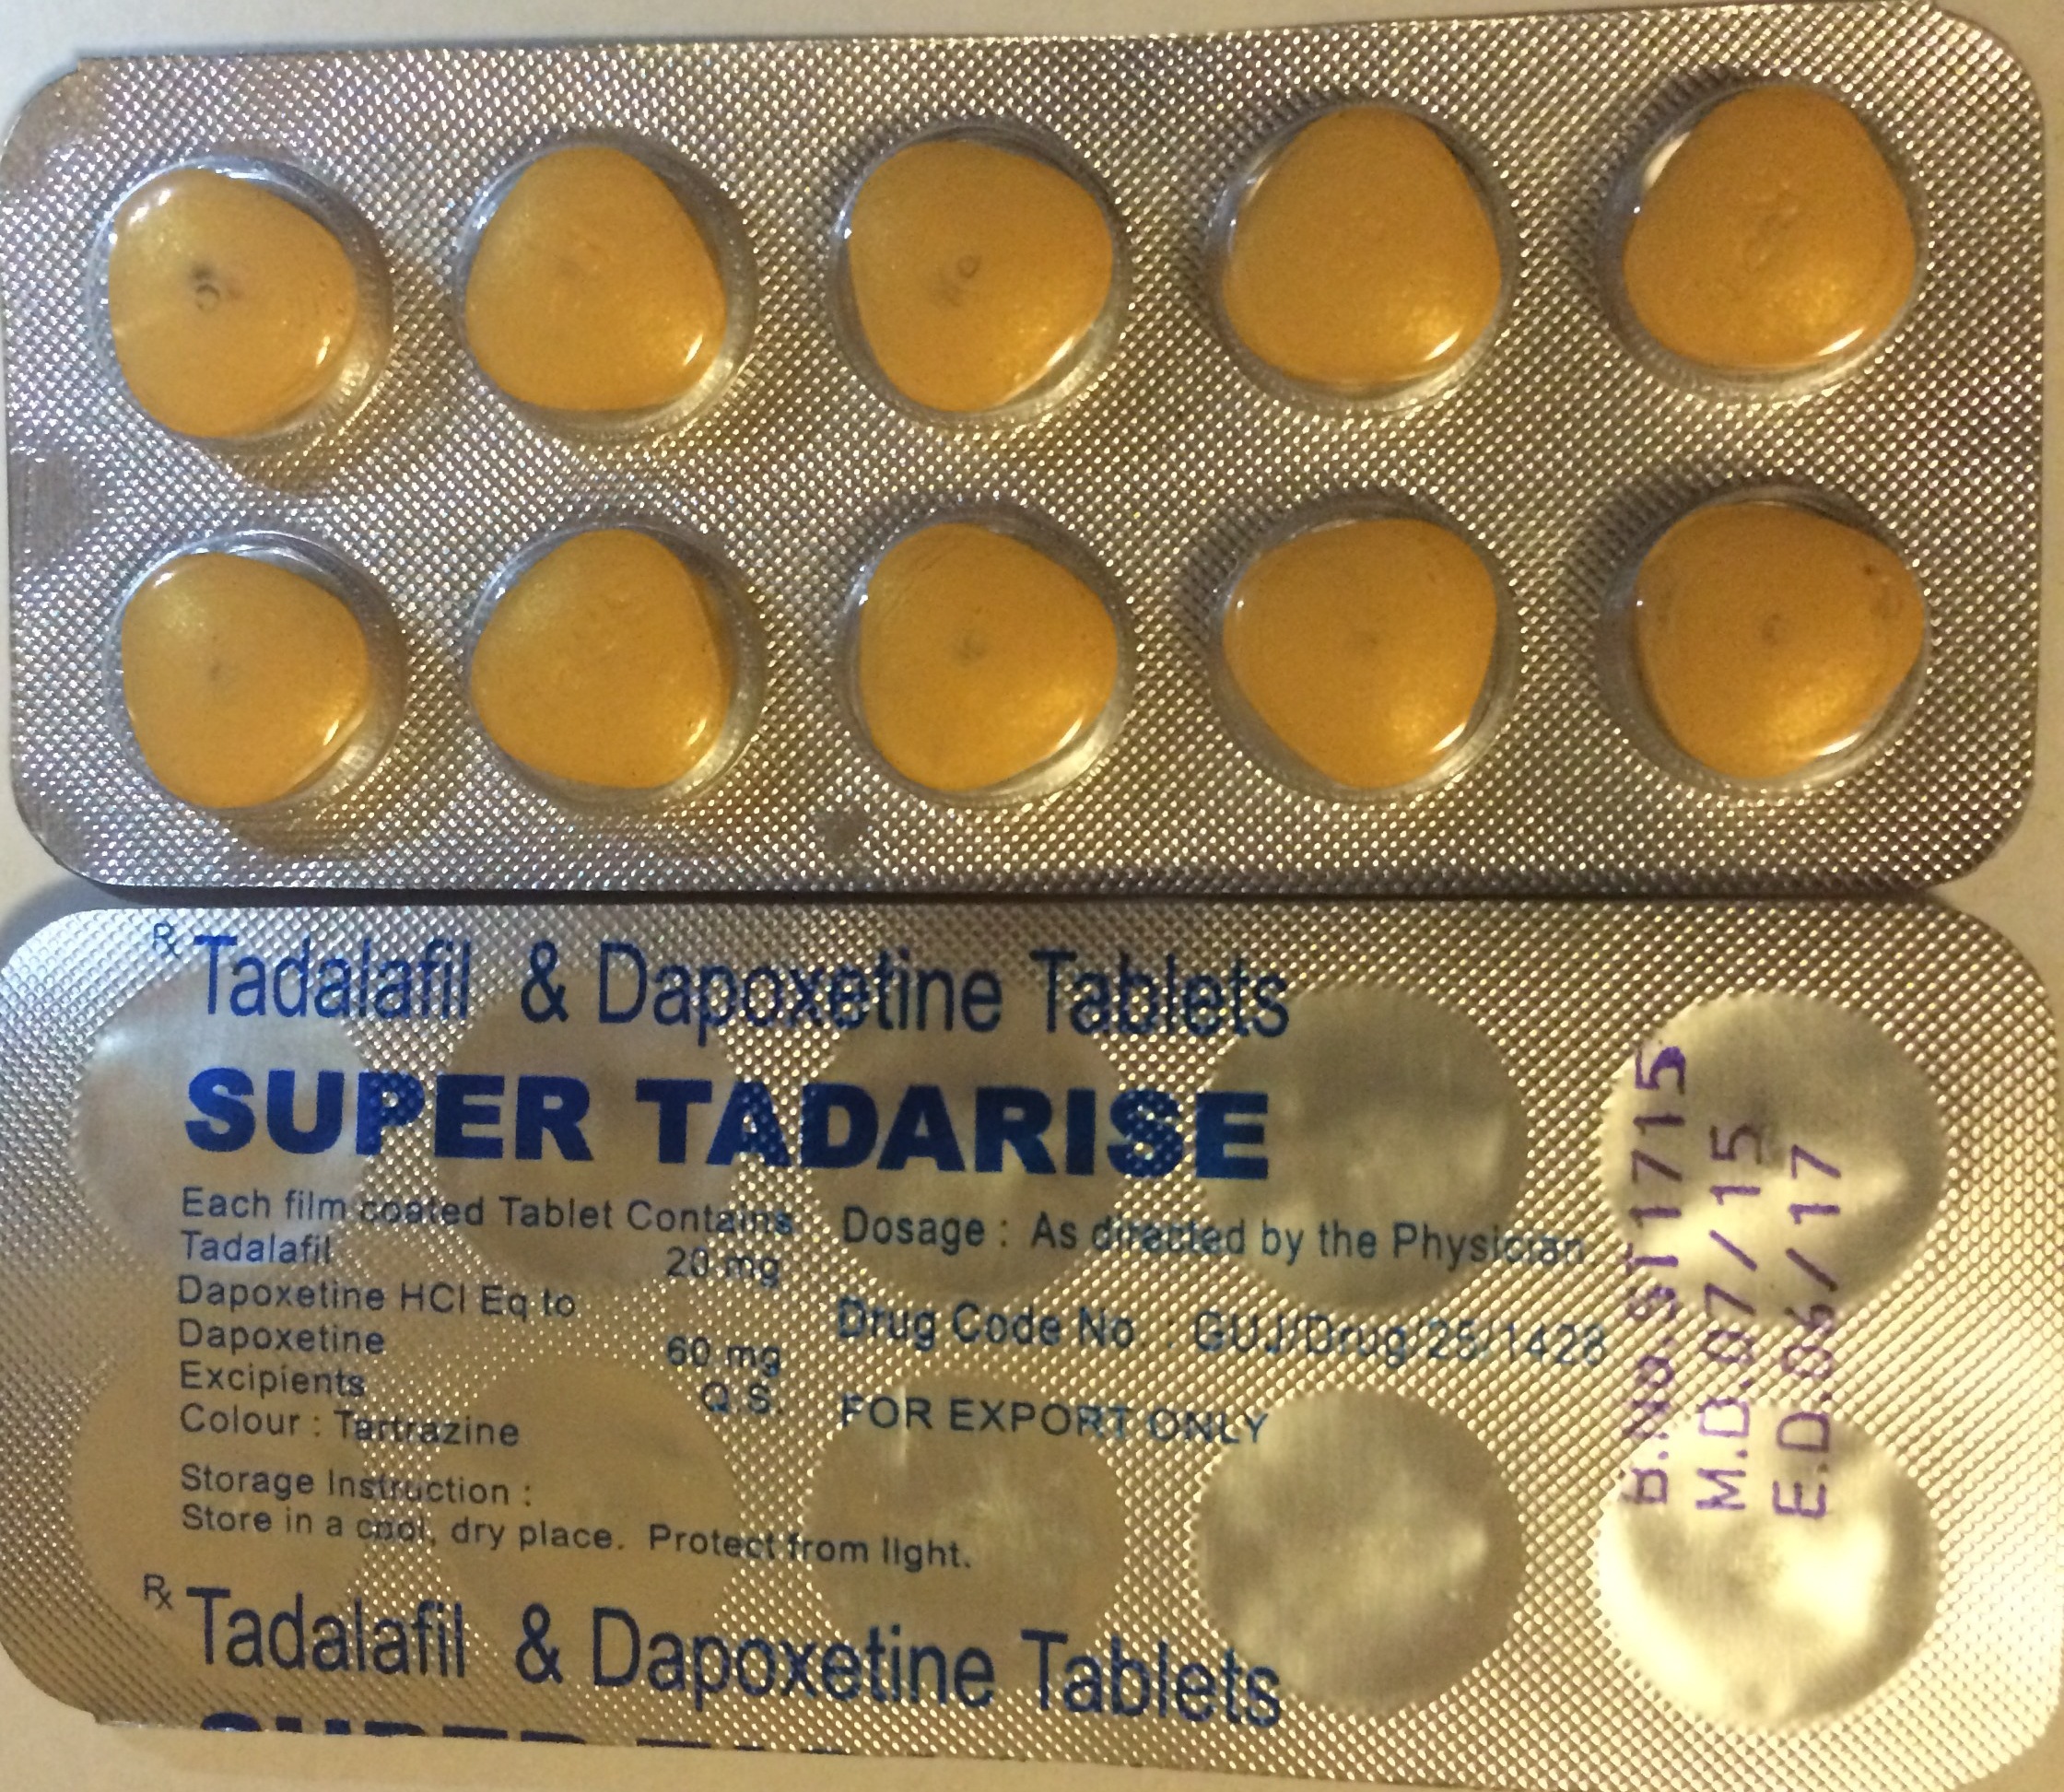 Rx Tadalafil & Dapoxetine Tablets
SUPER TADARISE
Each film coated Tablet Contains
Tadalafil 20 mg
Dapoxetine HCl Eq to
Dapoxetine 60 mg
Excipients Q.S.
Colour : Tartrazine
Storage Instruction :
Store in a cool, dry place. Protect from light.
Dosage : As directed by the Physician
Drug Code No. : GUJ/Drug/25/1428
FOR EXPORT ONLY
B.No.ST1715
M.D.07/15
E.D.06/17
Rx Tadalafil & Dapoxetine Tablets